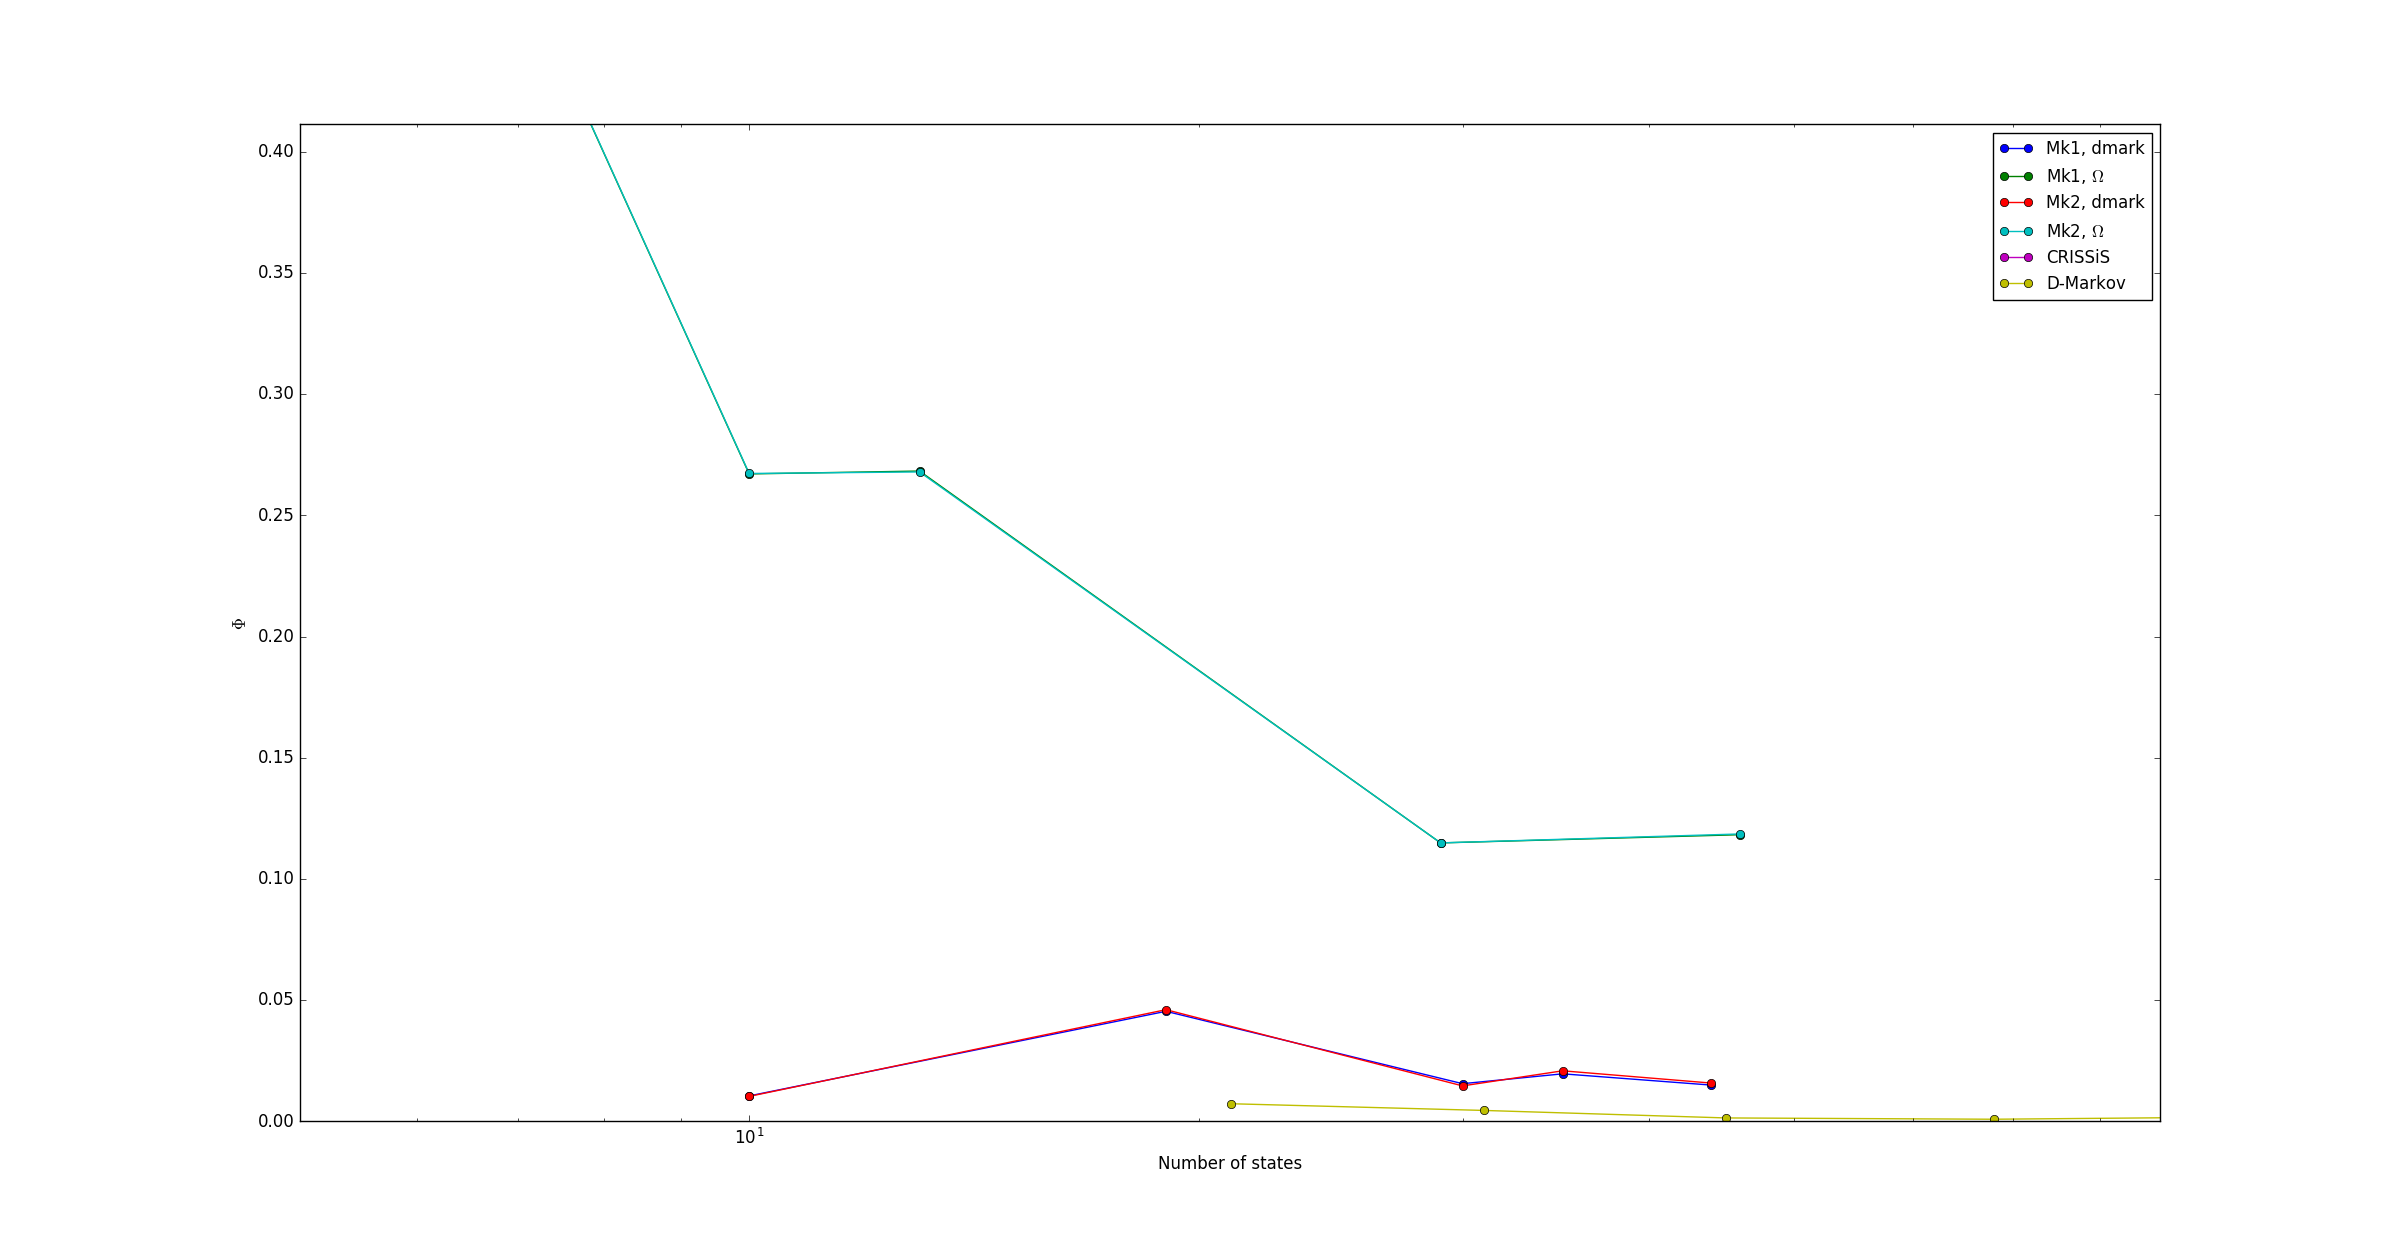 0.40
0.35
0.30
0.25
0.20
0.15
0.10
0.05
0.00
Φ
10¹
Number of states
Mk1, dmark
Mk1, Ω
Mk2, dmark
Mk2, Ω
CRISSiS
D-Markov